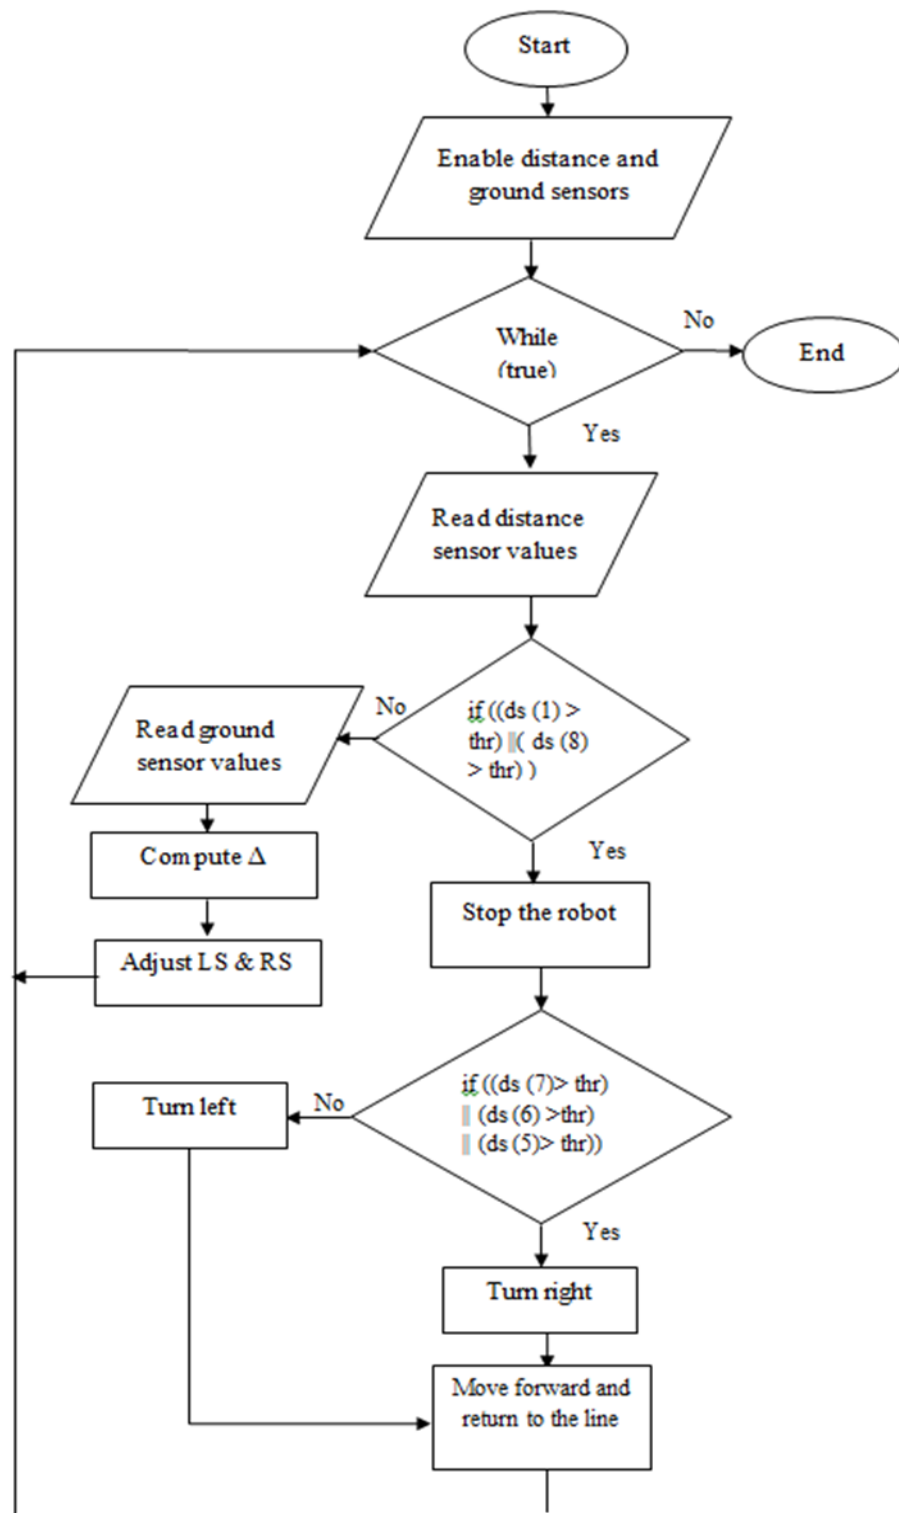 Start
Enable distance and
ground sensors
While
(true)
No
End
Yes
Read distance
sensor values
if ((ds (1) >
thr) ||( ds (8)
> thr) )
No
Read ground
sensor values
Yes
Compute Δ
Stop the robot
Adjust LS & RS
if ((ds (7)> thr)
|| (ds (6) >thr)
|| (ds (5)> thr))
No
Turn left
Yes
Turn right
Move forward and
return to the line